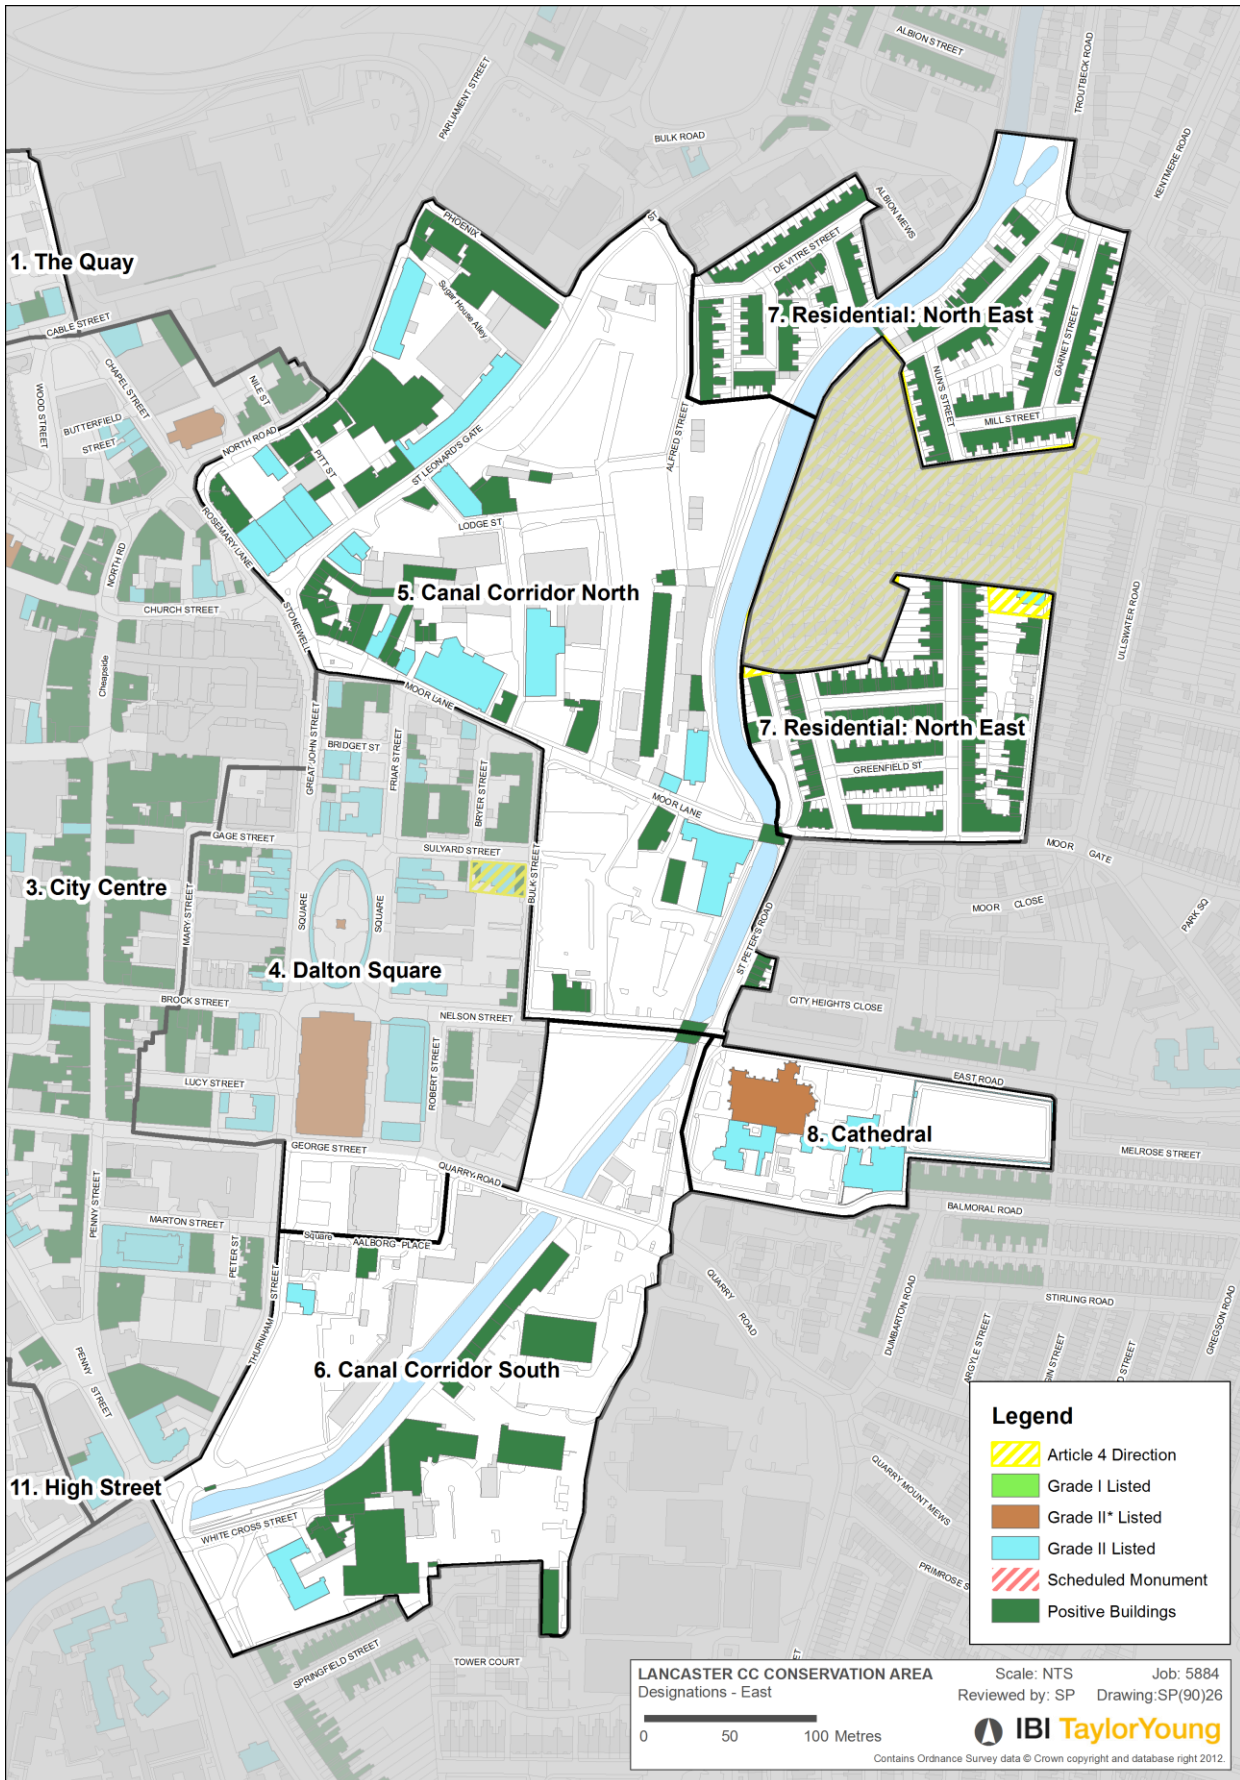 ALBION STREET
TROUTBECK ROAD
PARLIAMENT STREET
BULK ROAD
KENTMERE ROAD
ALBION MEWS
PHOENIX
ST
DE VITRE STREET
1. The Quay
Sugar House Alley
7. Residential: North East
CABLE STREET
GARNET STREET
CHAPEL STREET
NILE ST
NUN'S STREET
WOOD STREET
BUTTERFIELD
STREET
MILL STREET
NORTH ROAD
PITT ST
ST LEONARD'S GATE
ALFRED STREET
LODGE ST
ROSEMARY LANE
NORTH RD
5. Canal Corridor North
CHURCH STREET
STONEWELL
ULLSWATER ROAD
Cheapside
MOOR LANE
GREAT JOHN STREET
BRIDGET ST
FRIAR STREET
7. Residential: North East
GREENFIELD ST
BRYER STREET
MOOR LANE
GAGE STREET
SULYARD STREET
MOOR GATE
3. City Centre
BULK STREET
MARY STREET
SQUARE
SQUARE
MOOR CLOSE
PARK SQ
ST PETER'S ROAD
4. Dalton Square
BROCK STREET
NELSON STREET
CITY HEIGHTS CLOSE
ROBERT STREET
EAST ROAD
LUCY STREET
8. Cathedral
GEORGE STREET
QUARRY ROAD
MELROSE STREET
PENNY STREET
BALMORAL ROAD
MARTON STREET
Square
AALBORG PLACE
PETER ST
THURNHAM STREET
QUARRY ROAD
DUMBARTON ROAD
STIRLING ROAD
GREGSON ROAD
ARGYLE STREET
GIN STREET
D STREET
PENNY STREET
6. Canal Corridor South
11. High Street
WHITE CROSS STREET
QUARRY MOUNT MEWS
PRIMROSE S
SPRINGFIELD STREET
TOWER COURT
Legend
Article 4 Direction
Grade I Listed
Grade II* Listed
Grade II Listed
Scheduled Monument
Positive Buildings
LANCASTER CC CONSERVATION AREA
Designations - East
Scale: NTS
Job: 5884
Reviewed by: SP
Drawing:SP(90)26
0 50 100 Metres
IBI TaylorYoung
Contains Ordnance Survey data © Crown copyright and database right 2012.